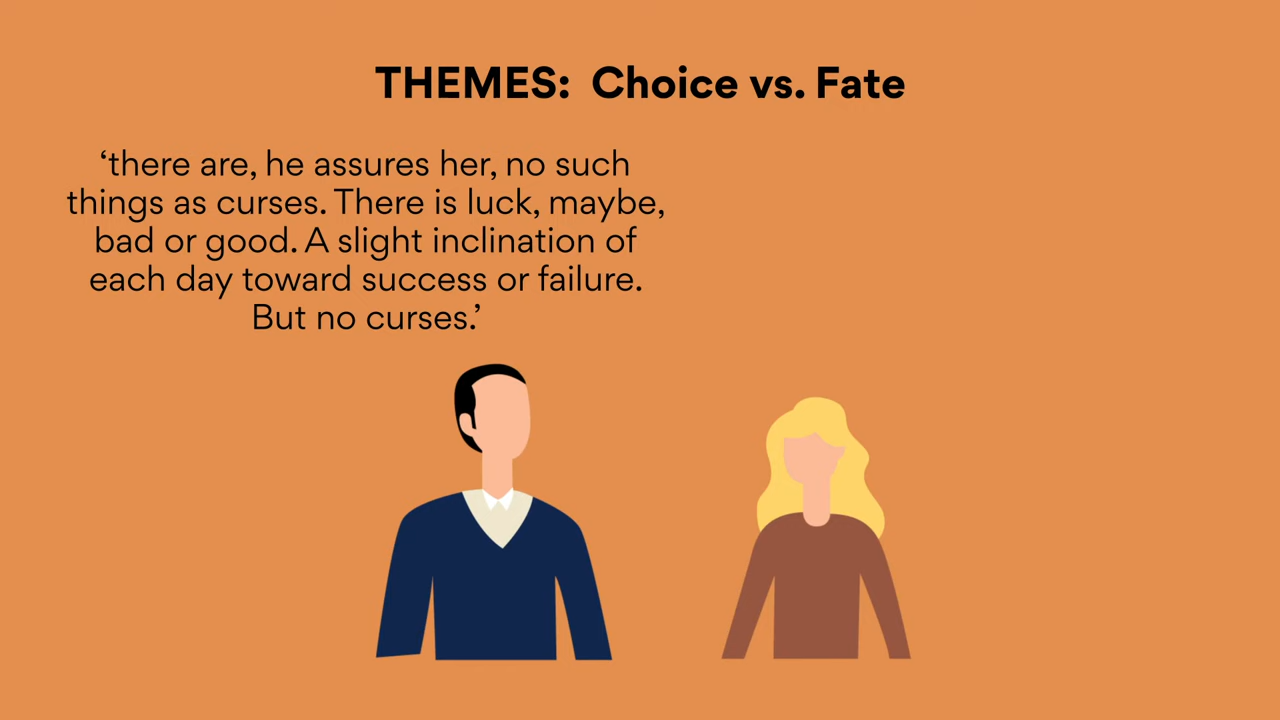 THEMES: Choice vs. Fate
‘there are, he assures her, no such
things as curses. There is luck, maybe,
bad or good. A slight inclination of
each day toward success or failure.
But no curses.’